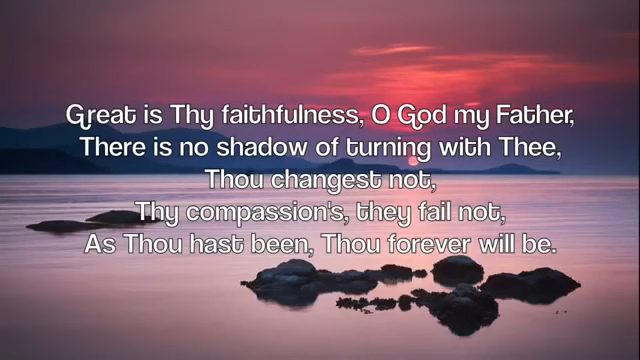 Great is Thy faithfulness, O God my Father,
There is no shadow of turning with Thee,
Thou changest not,
Thy compassion's, they fail not,
As Thou hast been, Thou forever will be.